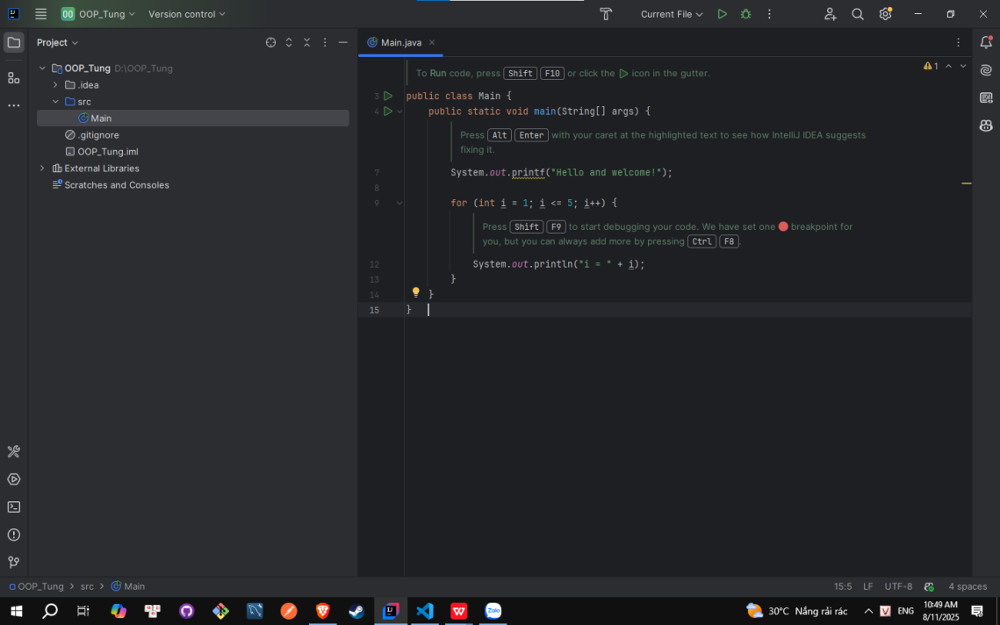 OO OOP_Tung Version control Current File
Project
Main.java
OOP_Tung D:\OOP_Tung
.idea
src
Main
.gitignore
OOP_Tung.iml
External Libraries
Scratches and Consoles
1
To Run code, press Shift F10 or click the icon in the gutter.
3 public class Main {
4 public static void main(String[] args) {
Press Alt Enter with your caret at the highlighted text to see how IntelliJ IDEA suggests
fixing it.
7 System.out.printf("Hello and welcome!");
8
9 for (int i = 1; i <= 5; i++) {
Press Shift F9 to start debugging your code. We have set one breakpoint for
you, but you can always add more by pressing Ctrl F8.
12 System.out.println("i = " + i);
13 }
14 }
15 }
OOP_Tung src Main 15:5 LF UTF-8 4 spaces
30°C Nắng rải rác ENG
10:49 AM
8/11/2025
Zalo